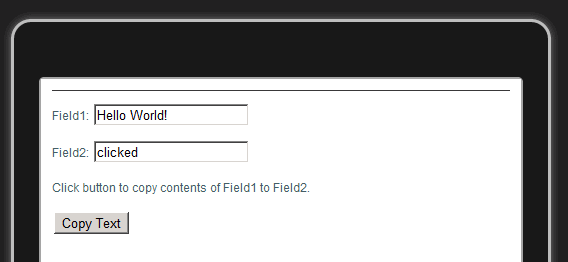 Field1: Hello World!
Field2: clicked
Click button to copy contents of Field1 to Field2.
Copy Text